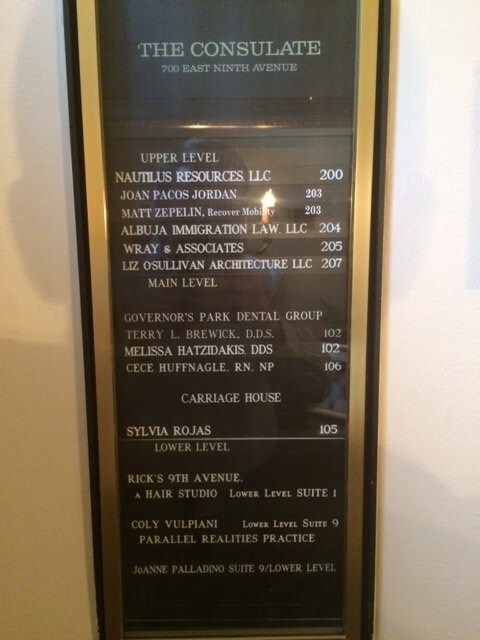 THE CONSULATE
700 EAST NINTH AVENUE
UPPER LEVEL
NAUTILUS RESOURCES, LLC 200
JOAN PACOS JORDAN 203
MATT ZEPELIN, Recover Mobility 203
ALBUJA IMMIGRATION LAW, LLC 204
WRAY & ASSOCIATES 205
LIZ O'SULLIVAN ARCHITECTURE LLC 207
MAIN LEVEL
GOVERNOR'S PARK DENTAL GROUP
TERRY L. BREWICK, D.D.S. 102
MELISSA HATZIDAKIS, DDS 102
CECE HUFFNAGLE, RN, NP 106
CARRIAGE HOUSE
SYLVIA ROJAS 105
LOWER LEVEL
RICK'S 9TH AVENUE,
A HAIR STUDIO LOWER LEVEL SUITE 1
COLY VULPIANI LOWER LEVEL SUITE 9
PARALLEL REALITIES PRACTICE
JoANNE PALLADINO SUITE 9/LOWER LEVEL